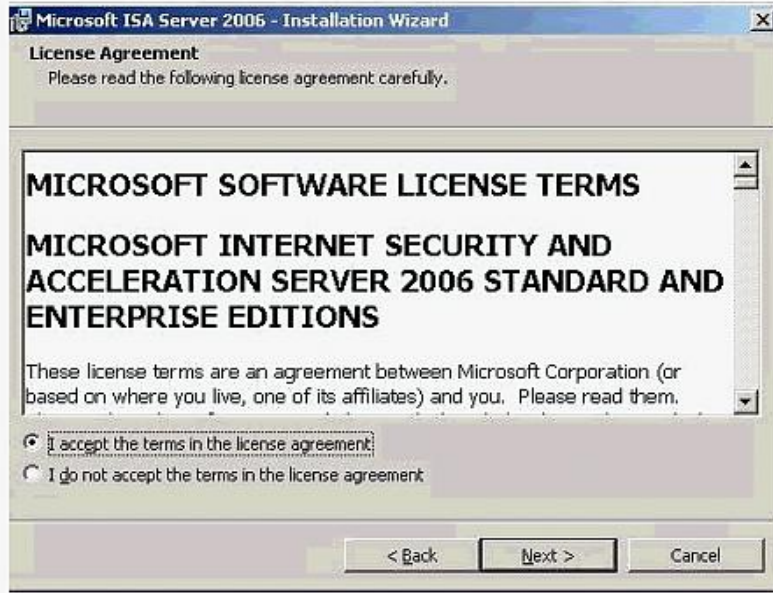 Microsoft ISA Server 2006 - Installation Wizard
License Agreement
Please read the following license agreement carefully.
MICROSOFT SOFTWARE LICENSE TERMS
MICROSOFT INTERNET SECURITY AND
ACCELERATION SERVER 2006 STANDARD AND
ENTERPRISE EDITIONS
These license terms are an agreement between Microsoft Corporation (or
based on where you live, one of its affiliates) and you. Please read them.
I accept the terms in the license agreement
I do not accept the terms in the license agreement
< Back
Next >
Cancel